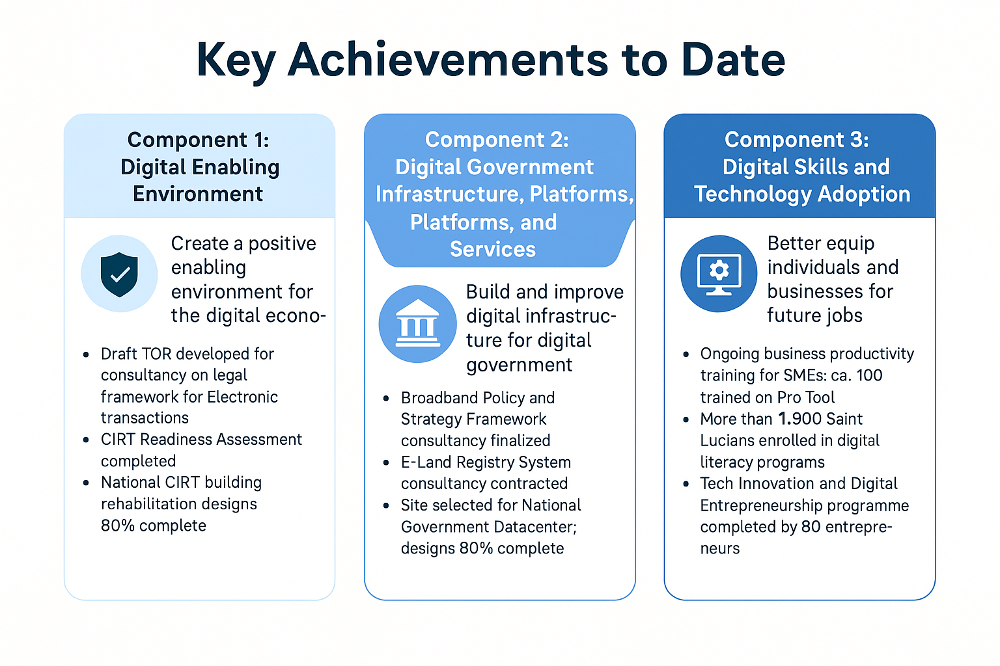 Key Achievements to Date
Component 1:
Digital Enabling
Environment
Create a positive
enabling
environment for
the digital econo-
• Draft TOR developed for
consultancy on legal
framework for Electronic
transactions
• CIRT Readiness Assessment
completed
• National CIRT building
rehabilitation designs
80% complete
Component 2:
Digital Government
Infrastructure, Platforms,
Platforms, and
Services
Build and improve
digital infrastruc-
ture for digital
government
• Broadband Policy and
Strategy Framework
consultancy finalized
• E-Land Registry System
consultancy contracted
• Site selected for National
Government Datacenter;
designs 80% complete
Component 3:
Digital Skills and
Technology Adoption
Better equip
individuals and
businesses for
future jobs
• Ongoing business productivity
training for SMEs: ca. 100
trained on Pro Tool
• More than 1.900 Saint
Lucians enrolled in digital
literacy programs
• Tech Innovation and Digital
Entrepreneurship programme
completed by 80 entrepre-
neurs